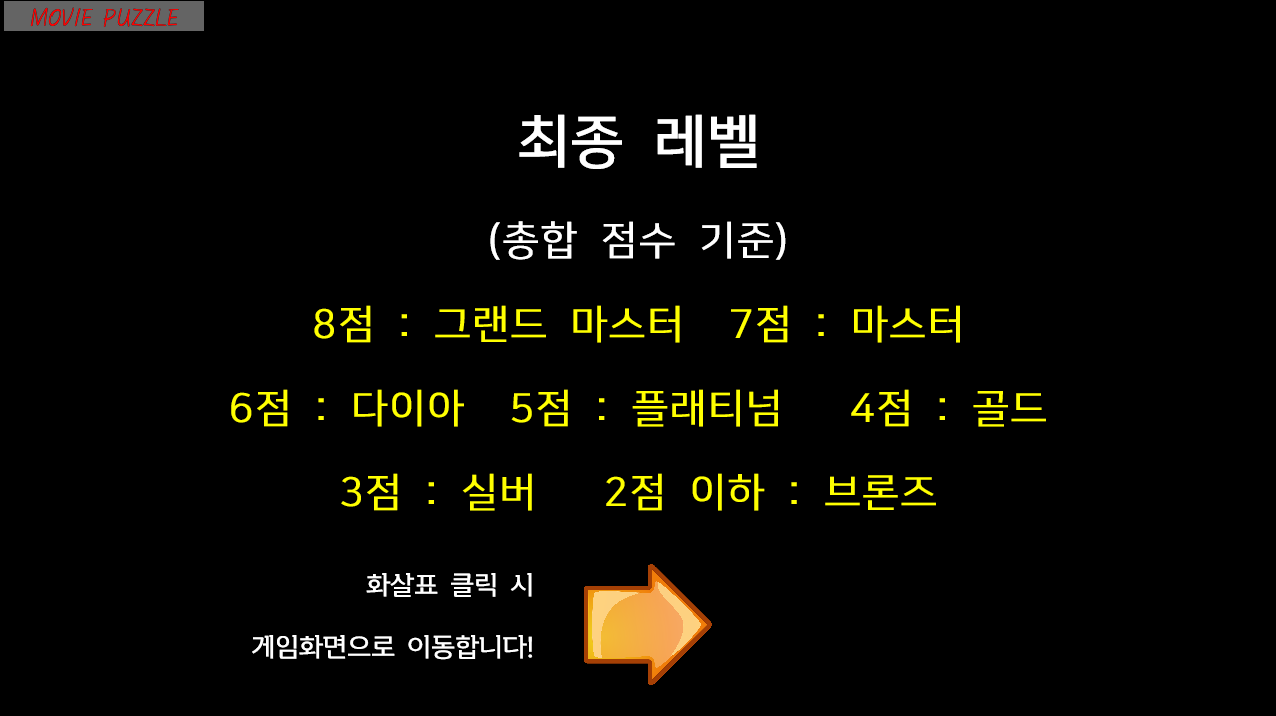 MOVIE PUZZLE
최종 레벨
(총합 점수 기준)
8점 : 그랜드 마스터 7점 : 마스터
6점 : 다이아 5점 : 플래티넘 4점 : 골드
3점 : 실버 2점 이하 : 브론즈
화살표 클릭 시
게임화면으로 이동합니다!